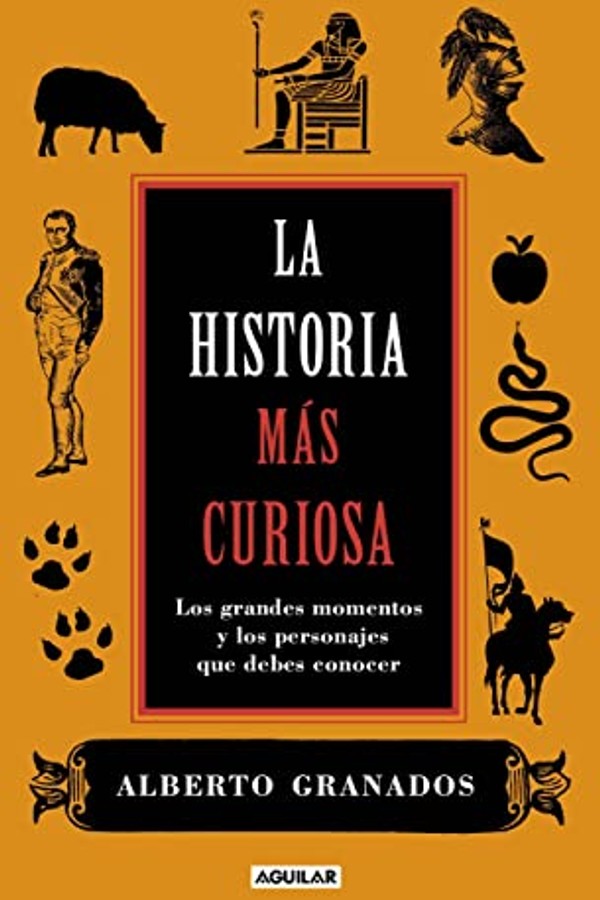 LA
HISTORIA
MÁS
CURIOSA
Los grandes momentos
y los personajes
que debes conocer
ALBERTO GRANADOS
AGUILAR